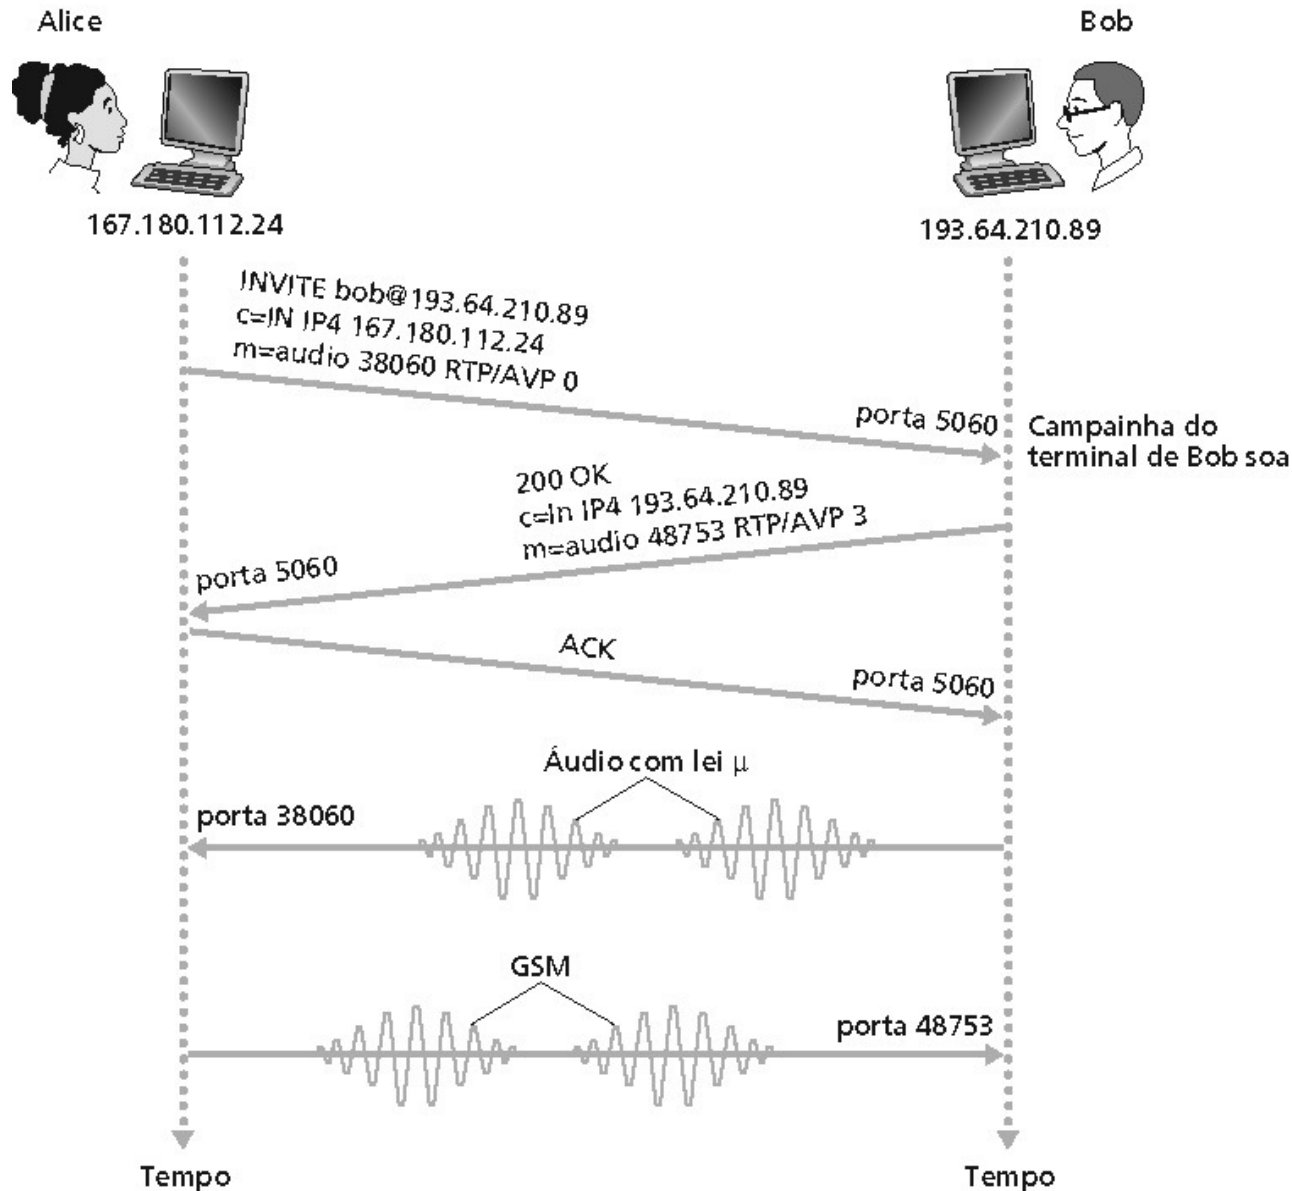 Alice
Bob
167.180.112.24
193.64.210.89
INVITE bob@193.64.210.89
c=IN IP4 167.180.112.24
m=audio 38060 RTP/AVP 0
porta 5060
Campainha do
terminal de Bob soa
200 OK
c=In IP4 193.64.210.89
m=audio 48753 RTP/AVP 3
porta 5060
ACK
porta 5060
Áudio com lei µ
porta 38060
GSM
porta 48753
Tempo
Tempo